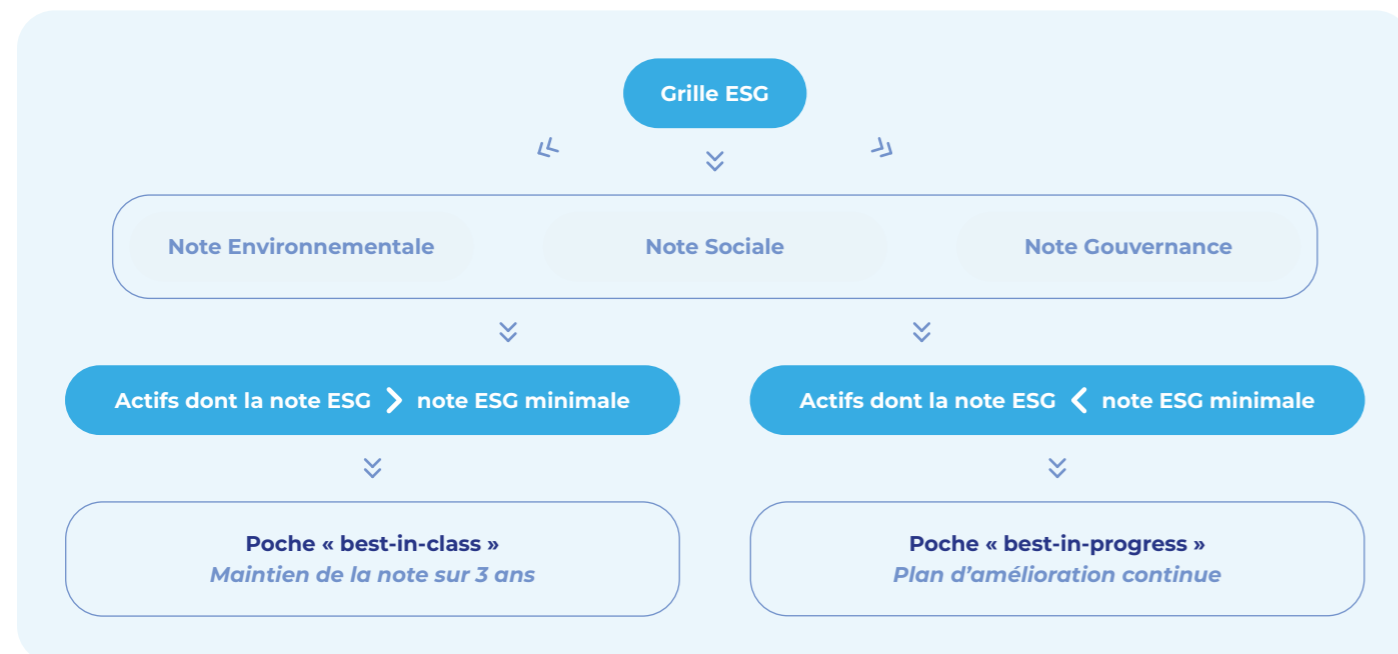 Grille ESG
Note Environnementale
Note Sociale
Note Gouvernance
Actifs dont la note ESG > note ESG minimale
Actifs dont la note ESG < note ESG minimale
Poche « best-in-class »
Maintien de la note sur 3 ans
Poche « best-in-progress »
Plan d’amélioration continue